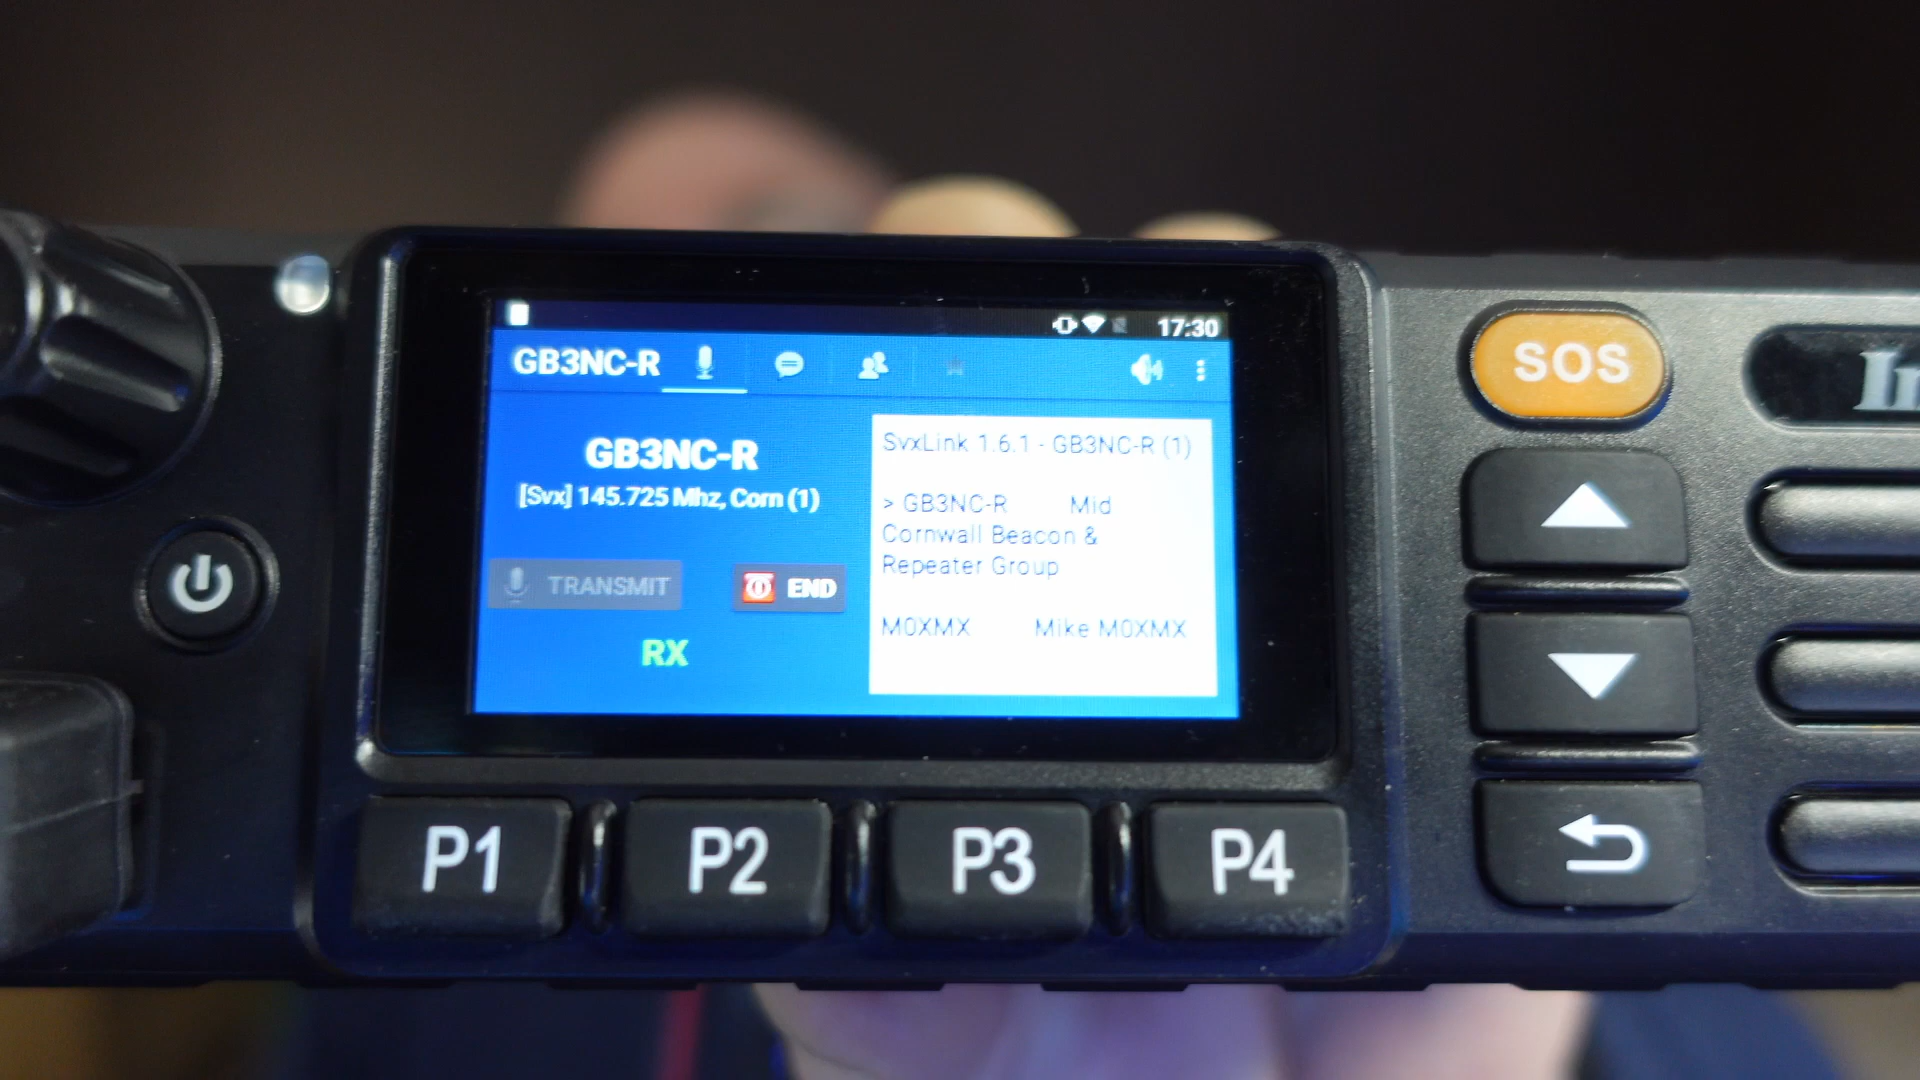 17:30
GB3NC-R
GB3NC-R
[Svx] 145.725 Mhz, Corn (1)
TRANSMIT
END
RX
SvxLink 1.6.1 - GB3NC-R (1)
> GB3NC-R Mid
Cornwall Beacon &
Repeater Group
M0XMX Mike M0XMX
SOS
P1 P2 P3 P4